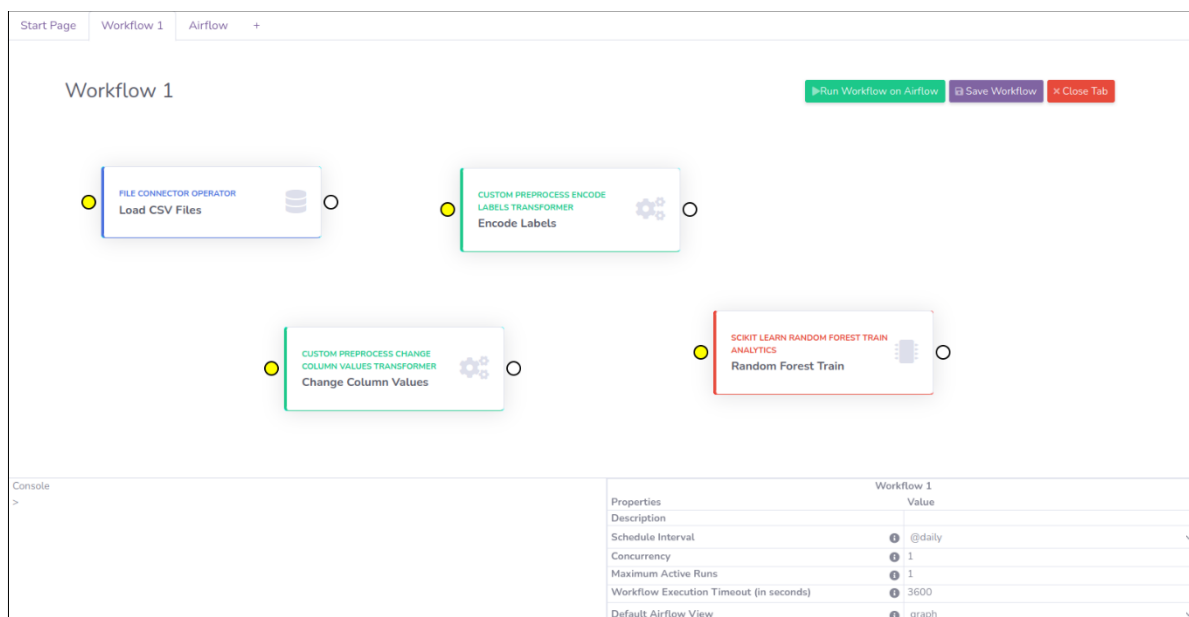 Start Page
Workflow 1
Airflow
+
Workflow 1
Run Workflow on Airflow
Save Workflow
× Close Tab
FILE CONNECTOR OPERATOR
Load CSV Files
CUSTOM PREPROCESS ENCODE
LABELS TRANSFORMER
Encode Labels
CUSTOM PREPROCESS CHANGE
COLUMN VALUES TRANSFORMER
Change Column Values
SCIKIT LEARN RANDOM FOREST TRAIN
ANALYTICS
Random Forest Train
Console
>
Workflow 1
Properties Value
Description
Schedule Interval @daily
Concurrency 1
Maximum Active Runs 1
Workflow Execution Timeout (in seconds) 3600
Default Airflow View graph